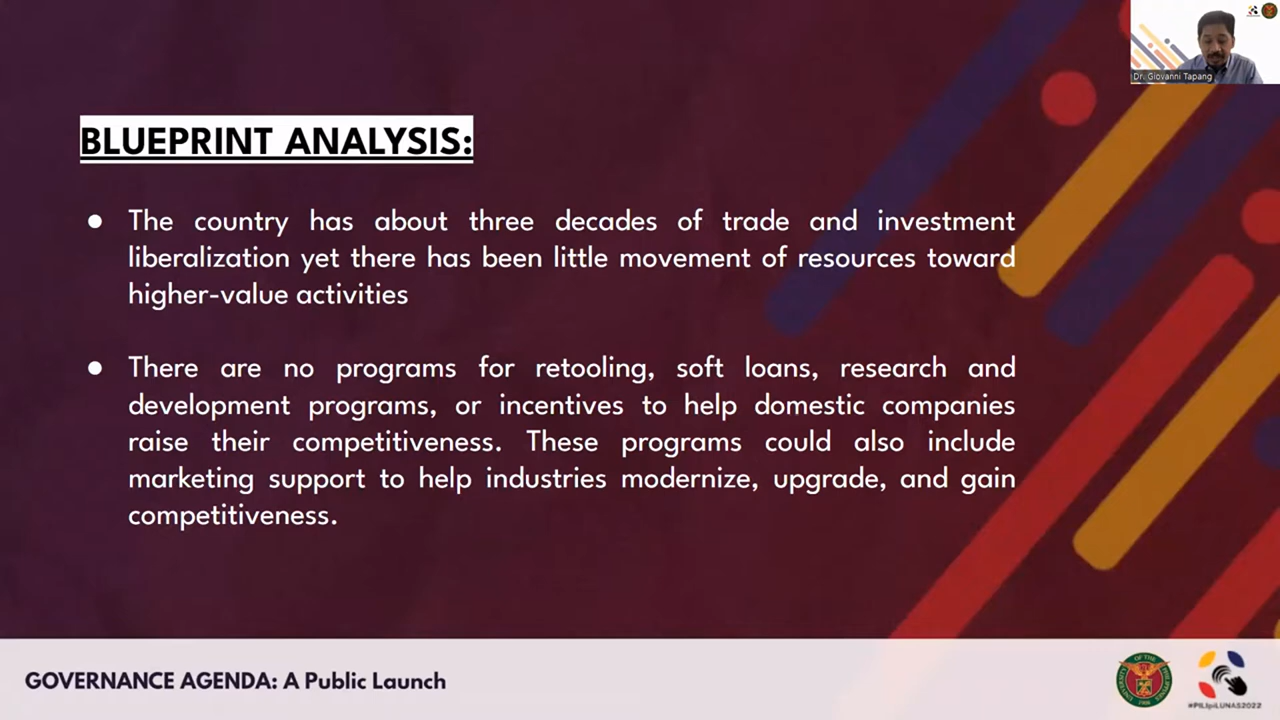 Dr. Giovanni Tapang
BLUEPRINT ANALYSIS:
● The country has about three decades of trade and investment
liberalization yet there has been little movement of resources toward
higher-value activities
● There are no programs for retooling, soft loans, research and
development programs, or incentives to help domestic companies
raise their competitiveness. These programs could also include
marketing support to help industries modernize, upgrade, and gain
competitiveness.
GOVERNANCE AGENDA: A Public Launch
#PILIpiLUNAS2022